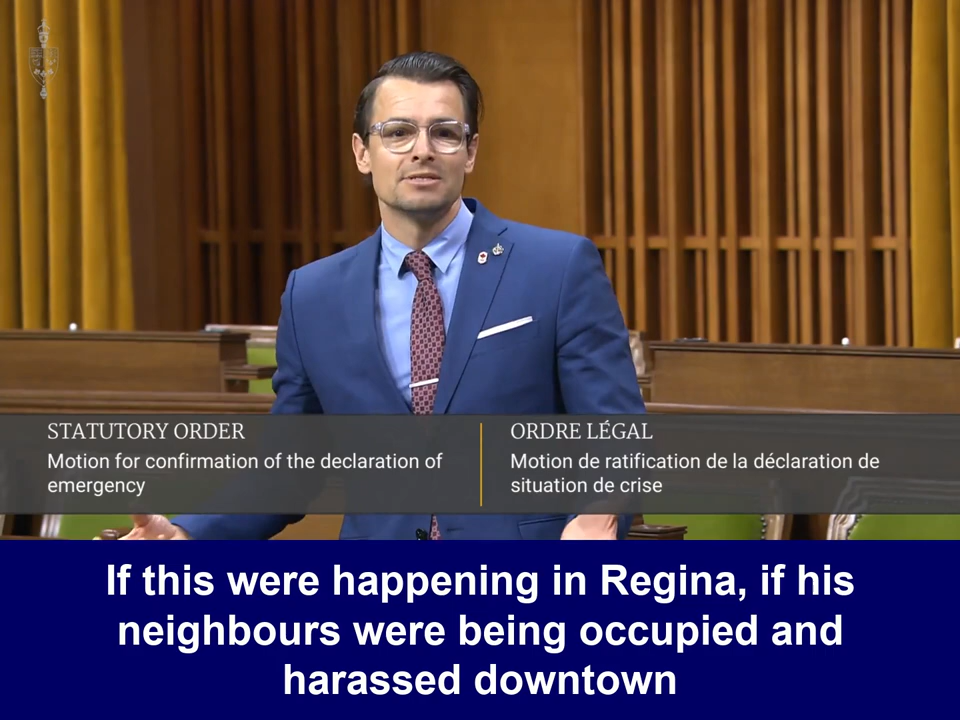 STATUTORY ORDER
Motion for confirmation of the declaration of
emergency
ORDRE LÉGAL
Motion de ratification de la déclaration de
situation de crise
If this were happening in Regina, if his
neighbours were being occupied and
harassed downtown